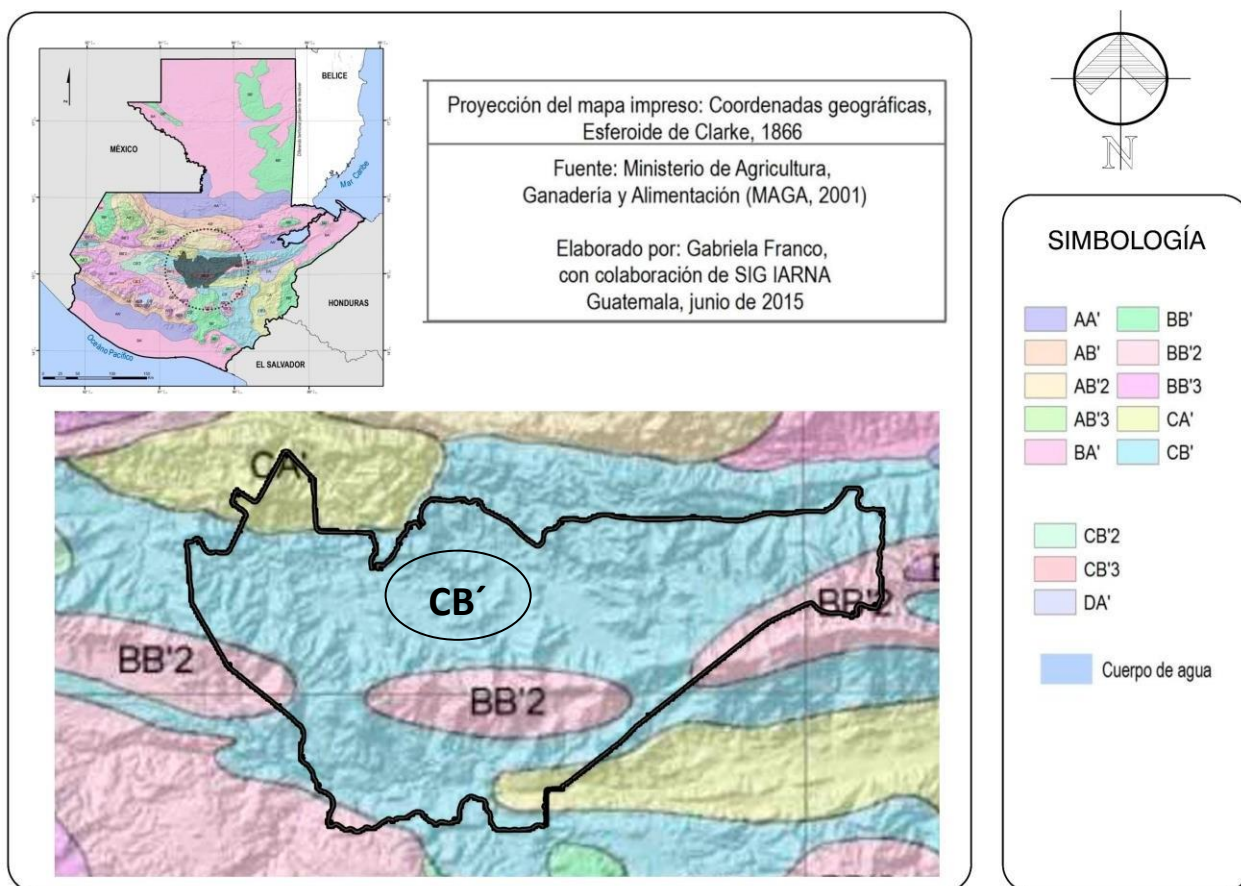 BELICE
MÉXICO
Mar Caribe
HONDURAS
EL SALVADOR
Océano Pacífico
Proyección del mapa impreso: Coordenadas geográficas,
Esferoide de Clarke, 1866
Fuente: Ministerio de Agricultura,
Ganadería y Alimentación (MAGA, 2001)
Elaborado por: Gabriela Franco,
con colaboración de SIG IARNA
Guatemala, junio de 2015
N
SIMBOLOGÍA
AA' BB'
AB' BB'2
AB'2 BB'3
AB'3 CA'
BA' CB'
CB'2
CB'3
DA'
Cuerpo de agua
CA'
CB´
BB'2
BB'2
BB'2